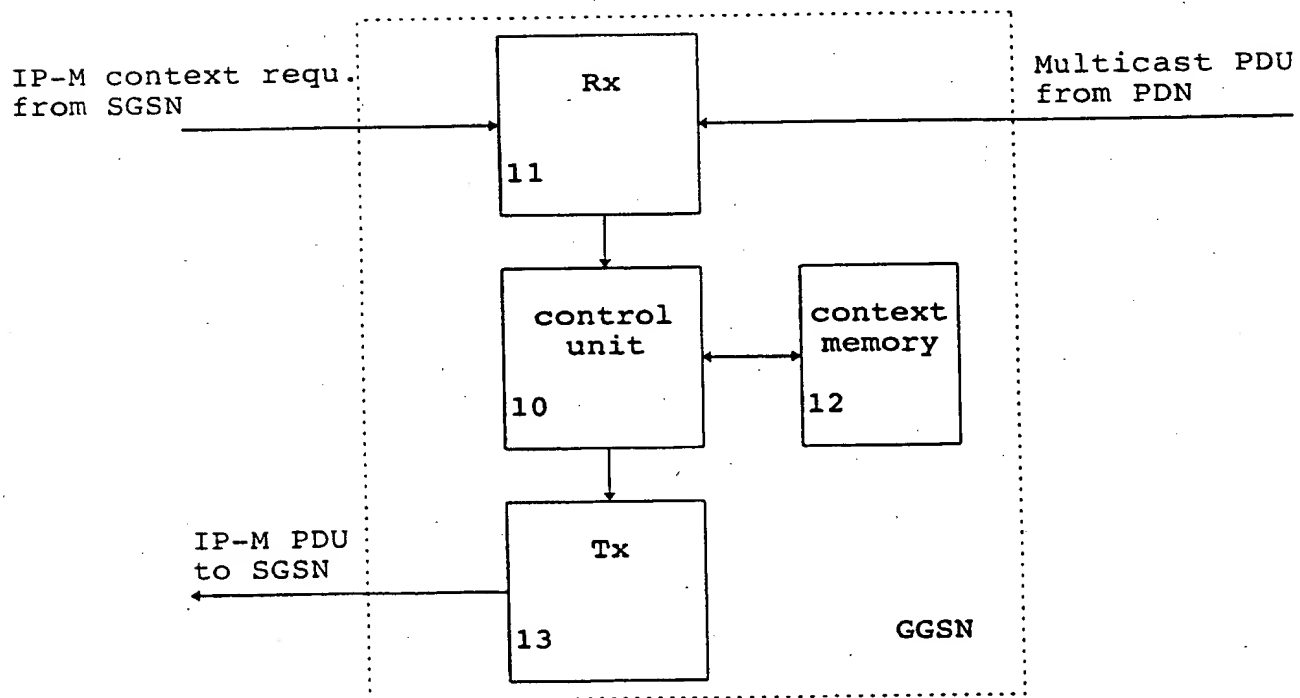 IP-M context requ.
from SGSN
Rx
11
Multicast PDU
from PDN
control
unit
10
context
memory
12
IP-M PDU
to SGSN
Tx
13
GGSN